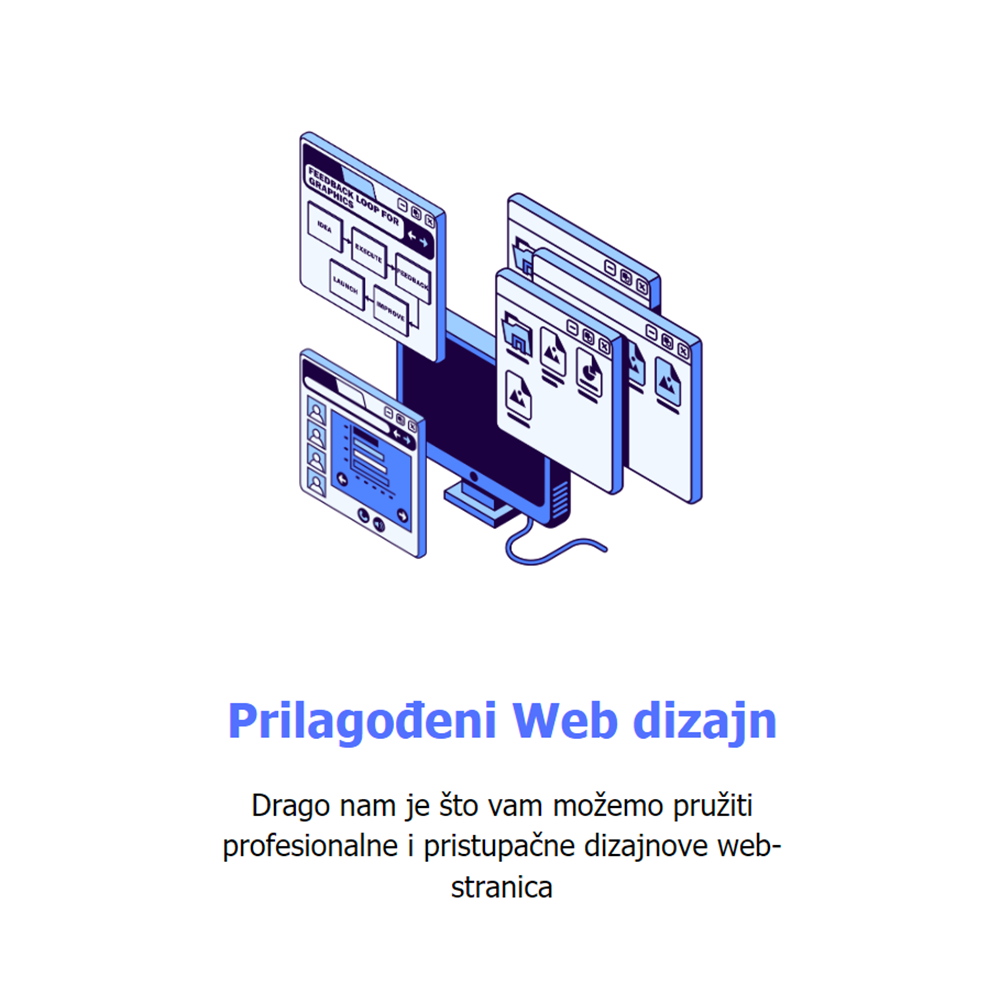 FEEDBACK LOOP FOR
GRAPHICS
IDEA
EXECUTE
FEEDBACK
LAUNCH
IMPROVE
Prilagođeni Web dizajn
Drago nam je što vam možemo pružiti
profesionalne i pristupačne dizajnove web-
stranica